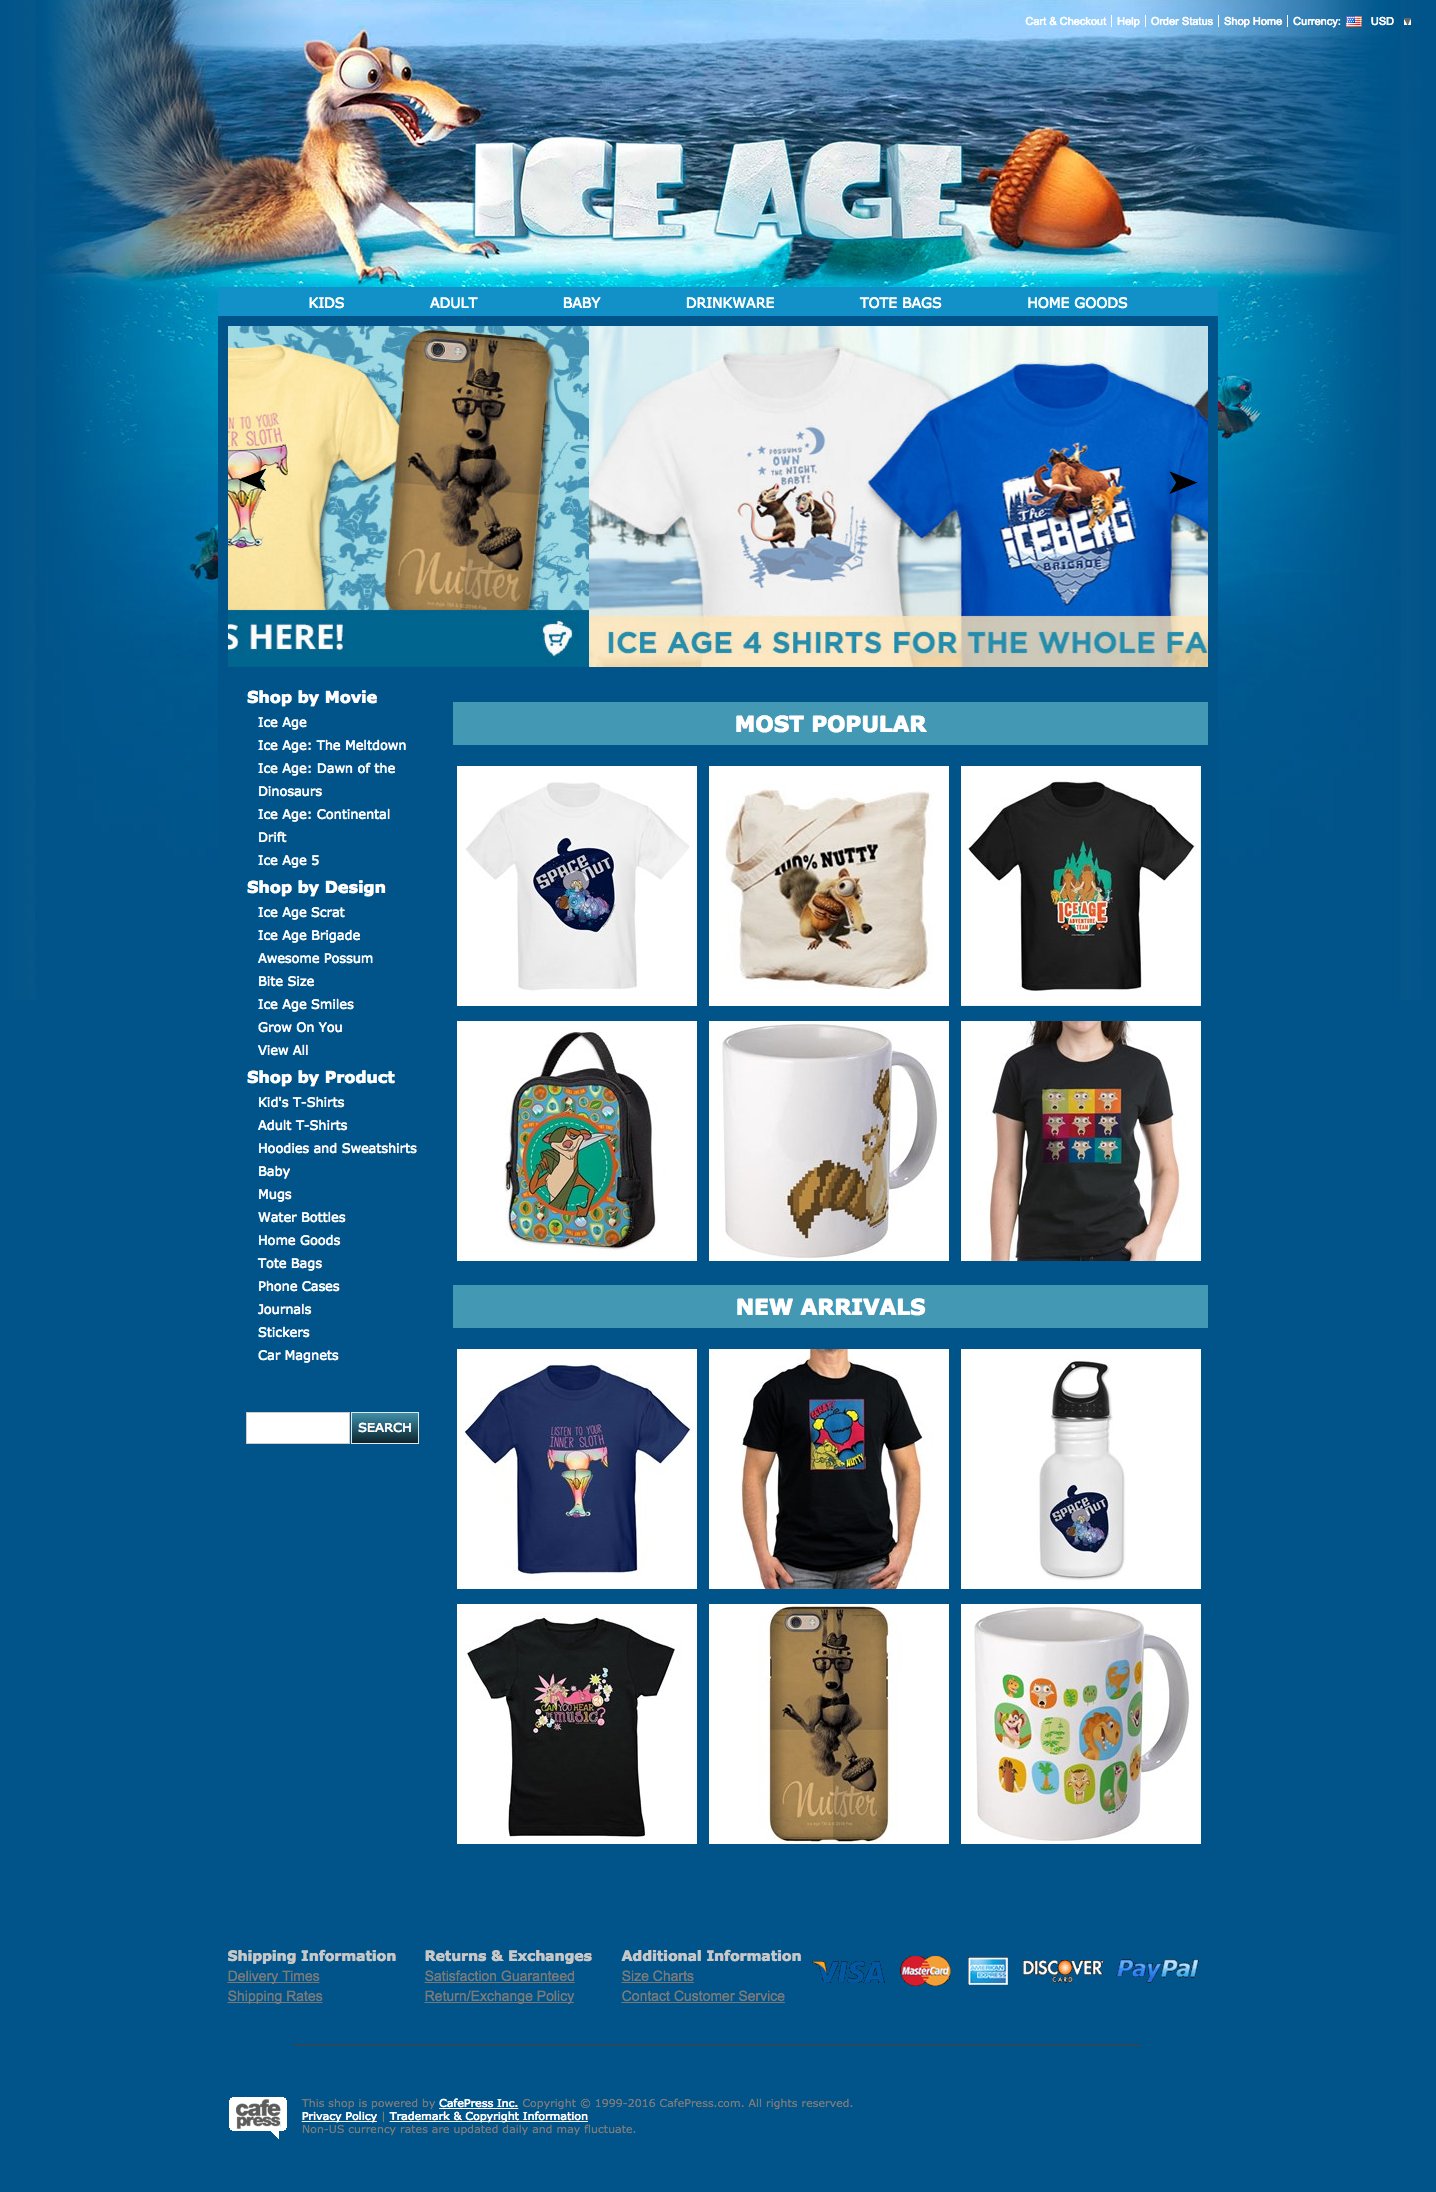 Cart & Checkout | Help | Order Status | Shop Home | Currency: USD
ICE AGE
KIDS ADULT BABY DRINKWARE TOTE BAGS HOME GOODS
N TO YOUR
NER SLOTH
Nutster
S HERE!
POSSUMS
OWN
THE NIGHT,
BABY!
The
ICEBERG
BRIGADE
ICE AGE 4 SHIRTS FOR THE WHOLE FA
Shop by Movie
Ice Age
Ice Age: The Meltdown
Ice Age: Dawn of the
Dinosaurs
Ice Age: Continental
Drift
Ice Age 5
Shop by Design
Ice Age Scrat
Ice Age Brigade
Awesome Possum
Bite Size
Ice Age Smiles
Grow On You
View All
Shop by Product
Kid's T-Shirts
Adult T-Shirts
Hoodies and Sweatshirts
Baby
Mugs
Water Bottles
Home Goods
Tote Bags
Phone Cases
Journals
Stickers
Car Magnets
SEARCH
MOST POPULAR
SPACE NUT
100% NUTTY
ICE AGE
ADVENTURE
TEAM
NEW ARRIVALS
LISTEN TO YOUR
INNER SLOTH
SCRAT!
NUTTY
SPACE NUT
CAN YOU HEAR
music?
Nutster
Shipping Information
Delivery Times
Shipping Rates
Returns & Exchanges
Satisfaction Guaranteed
Return/Exchange Policy
Additional Information
Size Charts
Contact Customer Service
VISA MasterCard AMERICAN EXPRESS DISCOVER CARD PayPal
cafe
press
This shop is powered by CafePress Inc. Copyright © 1999-2016 CafePress.com. All rights reserved.
Privacy Policy | Trademark & Copyright Information
Non-US currency rates are updated daily and may fluctuate.